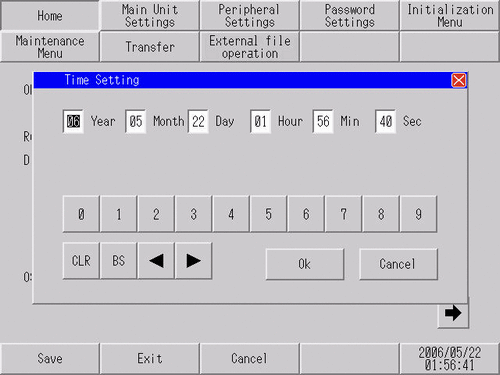 Home
Main Unit
Settings
Peripheral
Settings
Password
Settings
Initialization
Menu
Maintenance
Menu
Transfer
External file
operation
Time Setting
06 Year 05 Month 22 Day 01 Hour 56 Min 40 Sec
0 1 2 3 4 5 6 7 8 9
CLR BS Ok Cancel
Save
Exit
Cancel
2006/05/22
01:56:41